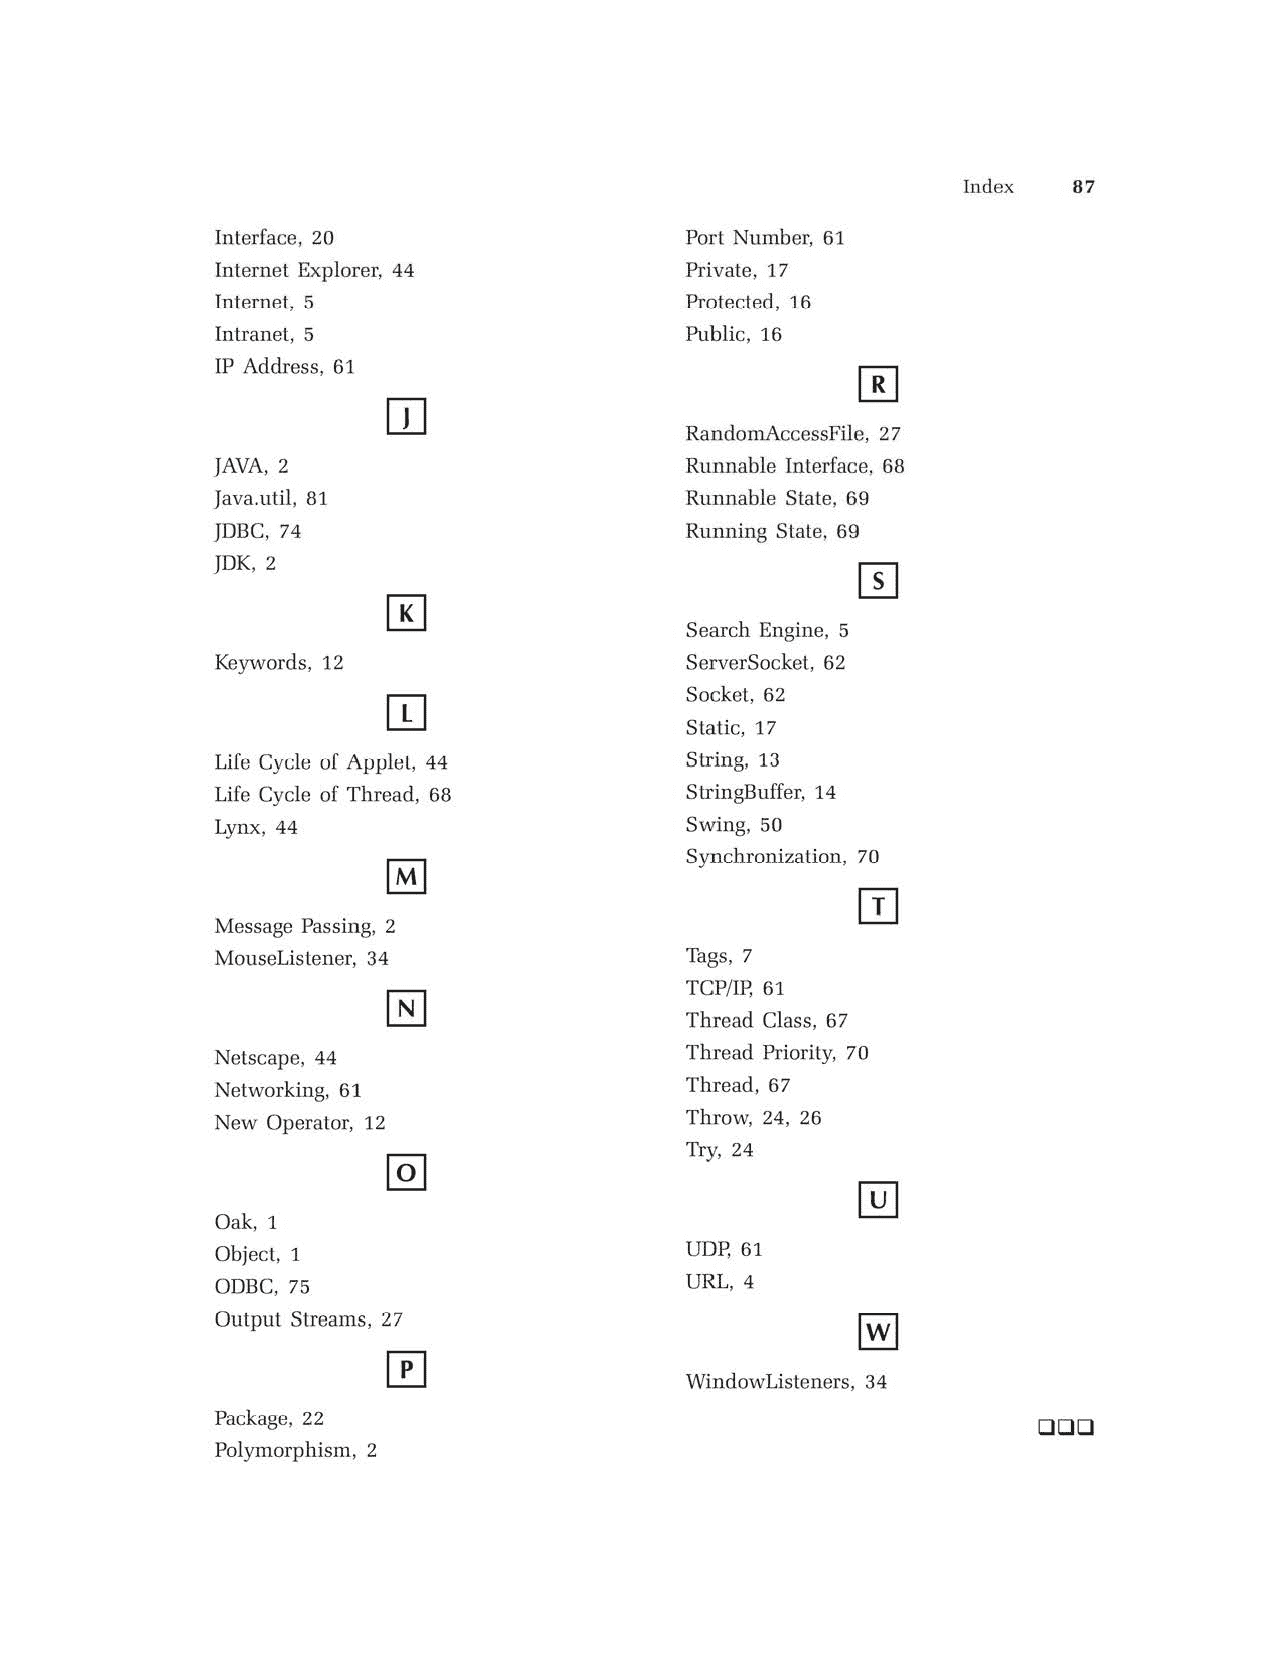 Index 87
Interface, 20
Internet Explorer, 44
Internet, 5
Intranet, 5
IP Address, 61
J
JAVA, 2
Java.util, 81
JDBC, 74
JDK, 2
K
Keywords, 12
L
Life Cycle of Applet, 44
Life Cycle of Thread, 68
Lynx, 44
M
Message Passing, 2
MouseListener, 34
N
Netscape, 44
Networking, 61
New Operator, 12
O
Oak, 1
Object, 1
ODBC, 75
Output Streams, 27
P
Package, 22
Polymorphism, 2
Port Number, 61
Private, 17
Protected, 16
Public, 16
R
RandomAccessFile, 27
Runnable Interface, 68
Runnable State, 69
Running State, 69
S
Search Engine, 5
ServerSocket, 62
Socket, 62
Static, 17
String, 13
StringBuffer, 14
Swing, 50
Synchronization, 70
T
Tags, 7
TCP/IP, 61
Thread Class, 67
Thread Priority, 70
Thread, 67
Throw, 24, 26
Try, 24
U
UDP, 61
URL, 4
W
WindowListeners, 34